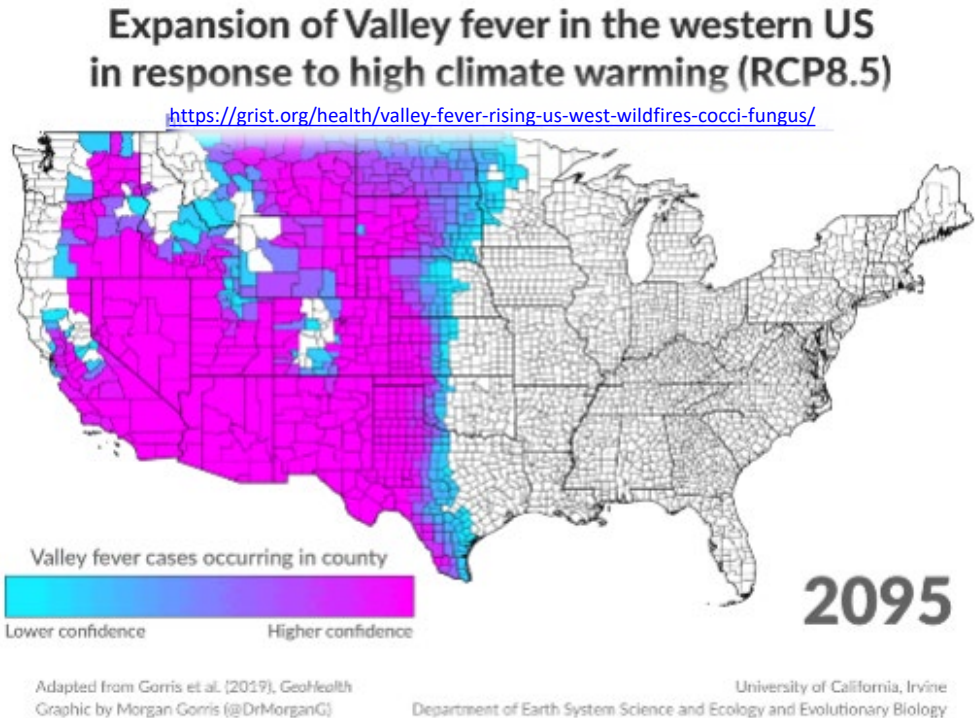 Expansion of Valley fever in the western US
in response to high climate warming (RCP8.5)
https://grist.org/health/valley-fever-rising-us-west-wildfires-cocci-fungus/
Valley fever cases occurring in county
Lower confidence Higher confidence
2095
Adapted from Gorris et al. (2019), GeoHealth
Graphic by Morgan Gorris (@DrMorganG)
University of California, Irvine
Department of Earth System Science and Ecology and Evolutionary Biology